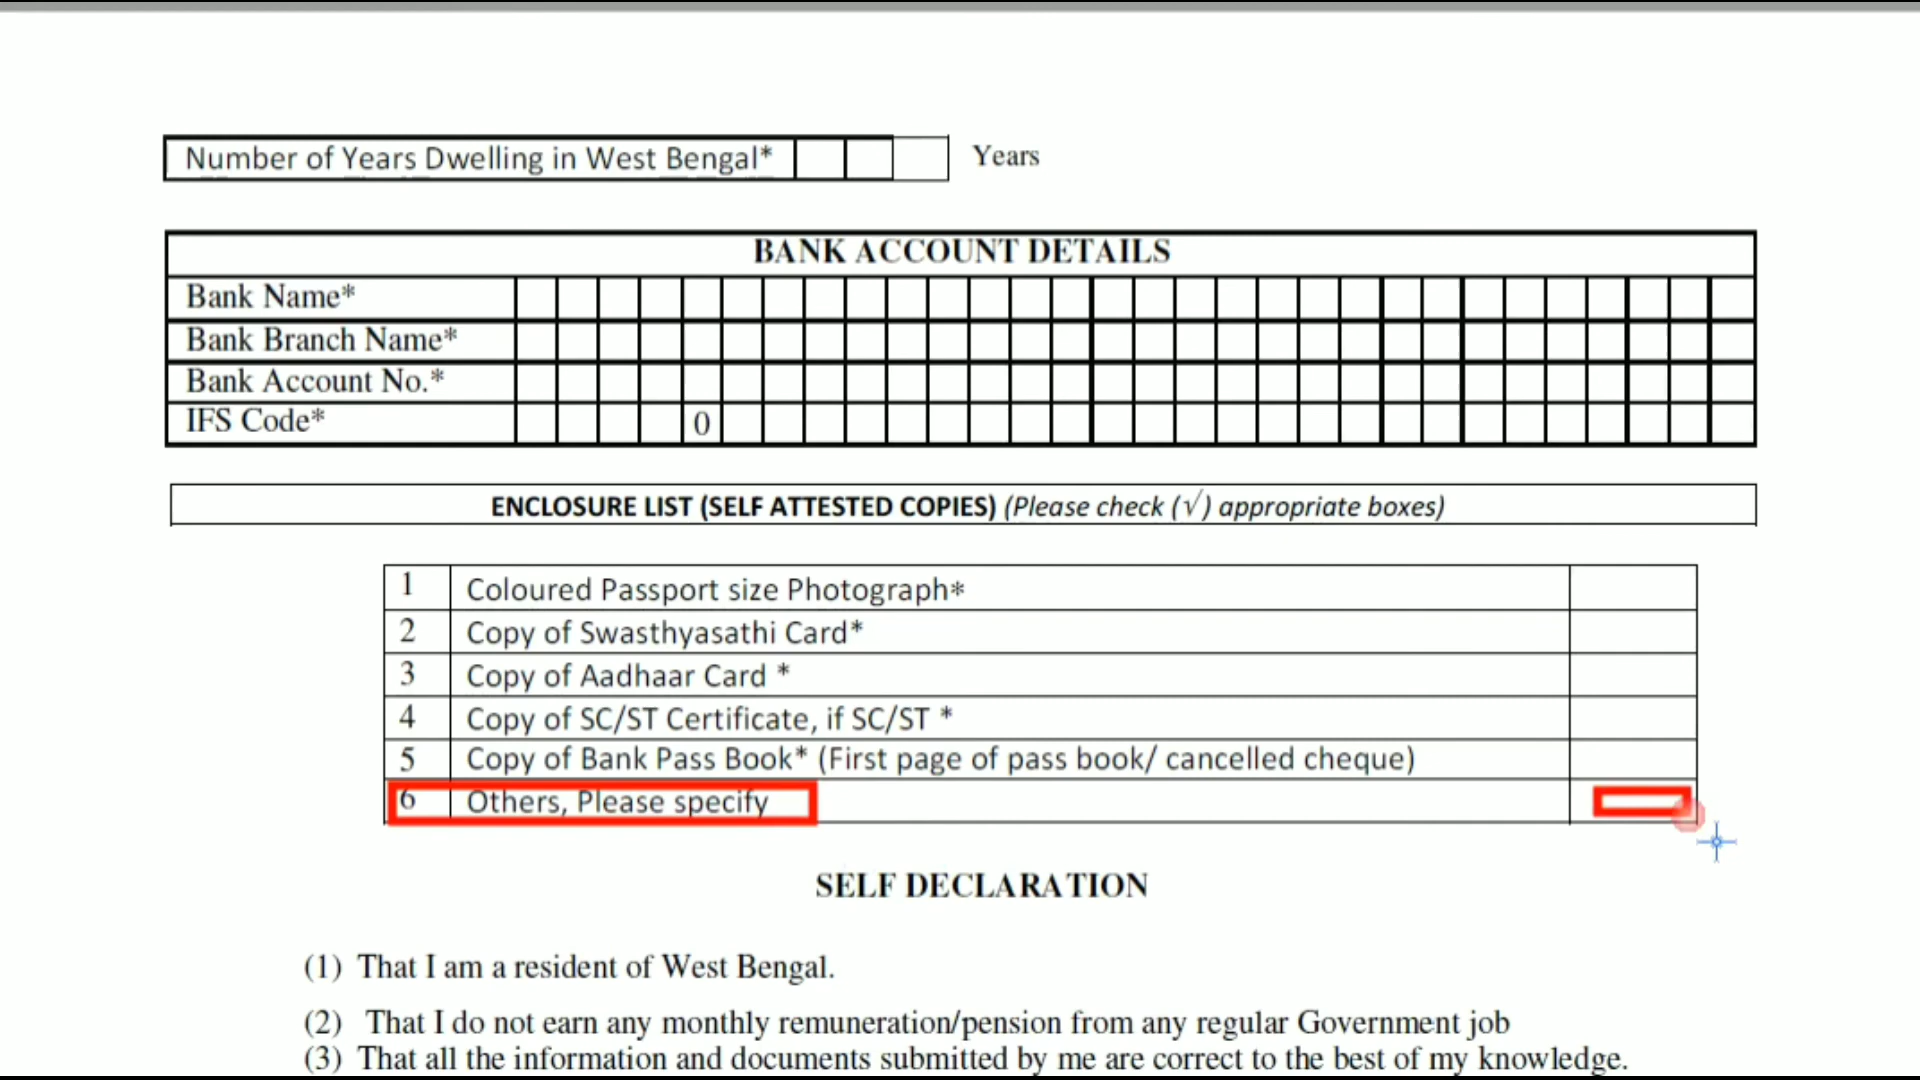 Number of Years Dwelling in West Bengal* Years
BANK ACCOUNT DETAILS
Bank Name*
Bank Branch Name*
Bank Account No.*
IFS Code* 0
ENCLOSURE LIST (SELF ATTESTED COPIES) (Please check (√) appropriate boxes)
1 Coloured Passport size Photograph*
2 Copy of Swasthyasathi Card*
3 Copy of Aadhaar Card *
4 Copy of SC/ST Certificate, if SC/ST *
5 Copy of Bank Pass Book* (First page of pass book/ cancelled cheque)
6 Others, Please specify
SELF DECLARATION
(1) That I am a resident of West Bengal.
(2) That I do not earn any monthly remuneration/pension from any regular Government job
(3) That all the information and documents submitted by me are correct to the best of my knowledge.